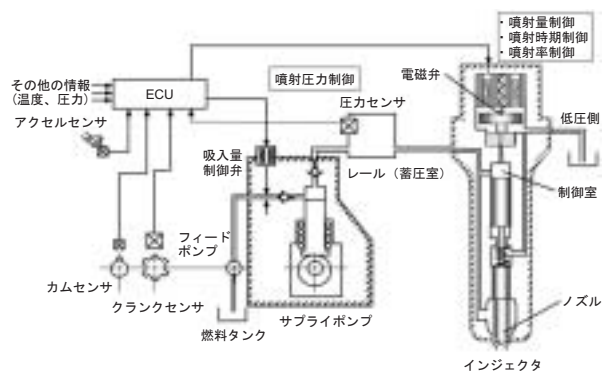 ・噴射量制御
・噴射時期制御
・噴射率制御
電磁弁
噴射圧力制御
その他の情報
(温度、圧力)
ECU
圧力センサ
低圧側
アクセルセンサ
吸入量
制御弁
レール（蓄圧室）
制御室
フィード
ポンプ
カムセンサ
クランクセンサ
サプライポンプ
ノズル
燃料タンク
インジェクタ